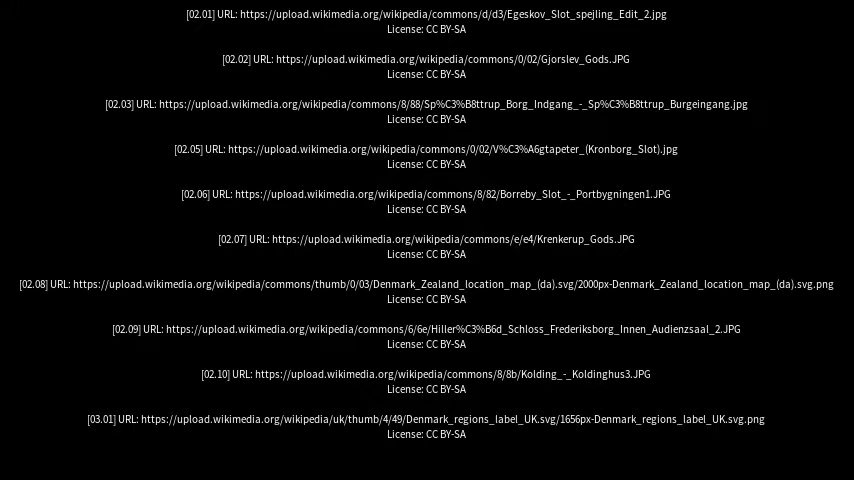 [02.01] URL: https://upload.wikimedia.org/wikipedia/commons/d/d3/Egeskov_Slot_spejling_Edit_2.jpg
License: CC BY-SA
[02.02] URL: https://upload.wikimedia.org/wikipedia/commons/0/02/Gjorslev_Gods.JPG
License: CC BY-SA
[02.03] URL: https://upload.wikimedia.org/wikipedia/commons/8/88/Sp%C3%B8ttrup_Borg_Indgang_-_Sp%C3%B8ttrup_Burgeingang.jpg
License: CC BY-SA
[02.05] URL: https://upload.wikimedia.org/wikipedia/commons/0/02/V%C3%A6gtapeter_(Kronborg_Slot).jpg
License: CC BY-SA
[02.06] URL: https://upload.wikimedia.org/wikipedia/commons/8/82/Borreby_Slot_-_Portbygningen1.JPG
License: CC BY-SA
[02.07] URL: https://upload.wikimedia.org/wikipedia/commons/e/e4/Krenkerup_Gods.JPG
License: CC BY-SA
[02.08] URL: https://upload.wikimedia.org/wikipedia/commons/thumb/0/03/Denmark_Zealand_location_map_(da).svg/2000px-Denmark_Zealand_location_map_(da).svg.png
License: CC BY-SA
[02.09] URL: https://upload.wikimedia.org/wikipedia/commons/6/6e/Hiller%C3%B6d_Schloss_Frederiksborg_Innen_Audienzsaal_2.JPG
License: CC BY-SA
[02.10] URL: https://upload.wikimedia.org/wikipedia/commons/8/8b/Kolding_-_Koldinghus3.JPG
License: CC BY-SA
[03.01] URL: https://upload.wikimedia.org/wikipedia/uk/thumb/4/49/Denmark_regions_label_UK.svg/1656px-Denmark_regions_label_UK.svg.png
License: CC BY-SA